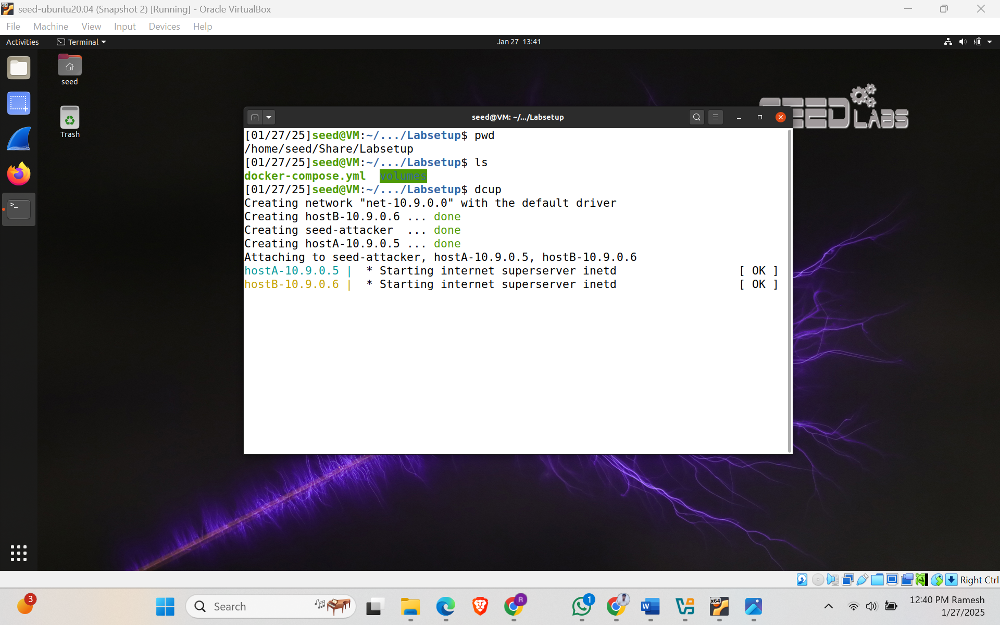 seed-ubuntu20.04 (Snapshot 2) [Running] - Oracle VirtualBox
File Machine View Input Devices Help
Activities Terminal Jan 27 13:41
seed
Trash
SEED LABS
seed@VM: ~/.../Labsetup
[01/27/25]seed@VM:~/.../Labsetup$ pwd
/home/seed/Share/Labsetup
[01/27/25]seed@VM:~/.../Labsetup$ ls
docker-compose.yml volumes
[01/27/25]seed@VM:~/.../Labsetup$ dcup
Creating network "net-10.9.0.0" with the default driver
Creating hostB-10.9.0.6 ... done
Creating seed-attacker  ... done
Creating hostA-10.9.0.5 ... done
Attaching to seed-attacker, hostA-10.9.0.5, hostB-10.9.0.6
hostA-10.9.0.5 | * Starting internet superserver inetd [ OK ]
hostB-10.9.0.6 | * Starting internet superserver inetd [ OK ]
Right Ctrl
3
Search
R
1
W
x64
12:40 PM Ramesh
1/27/2025